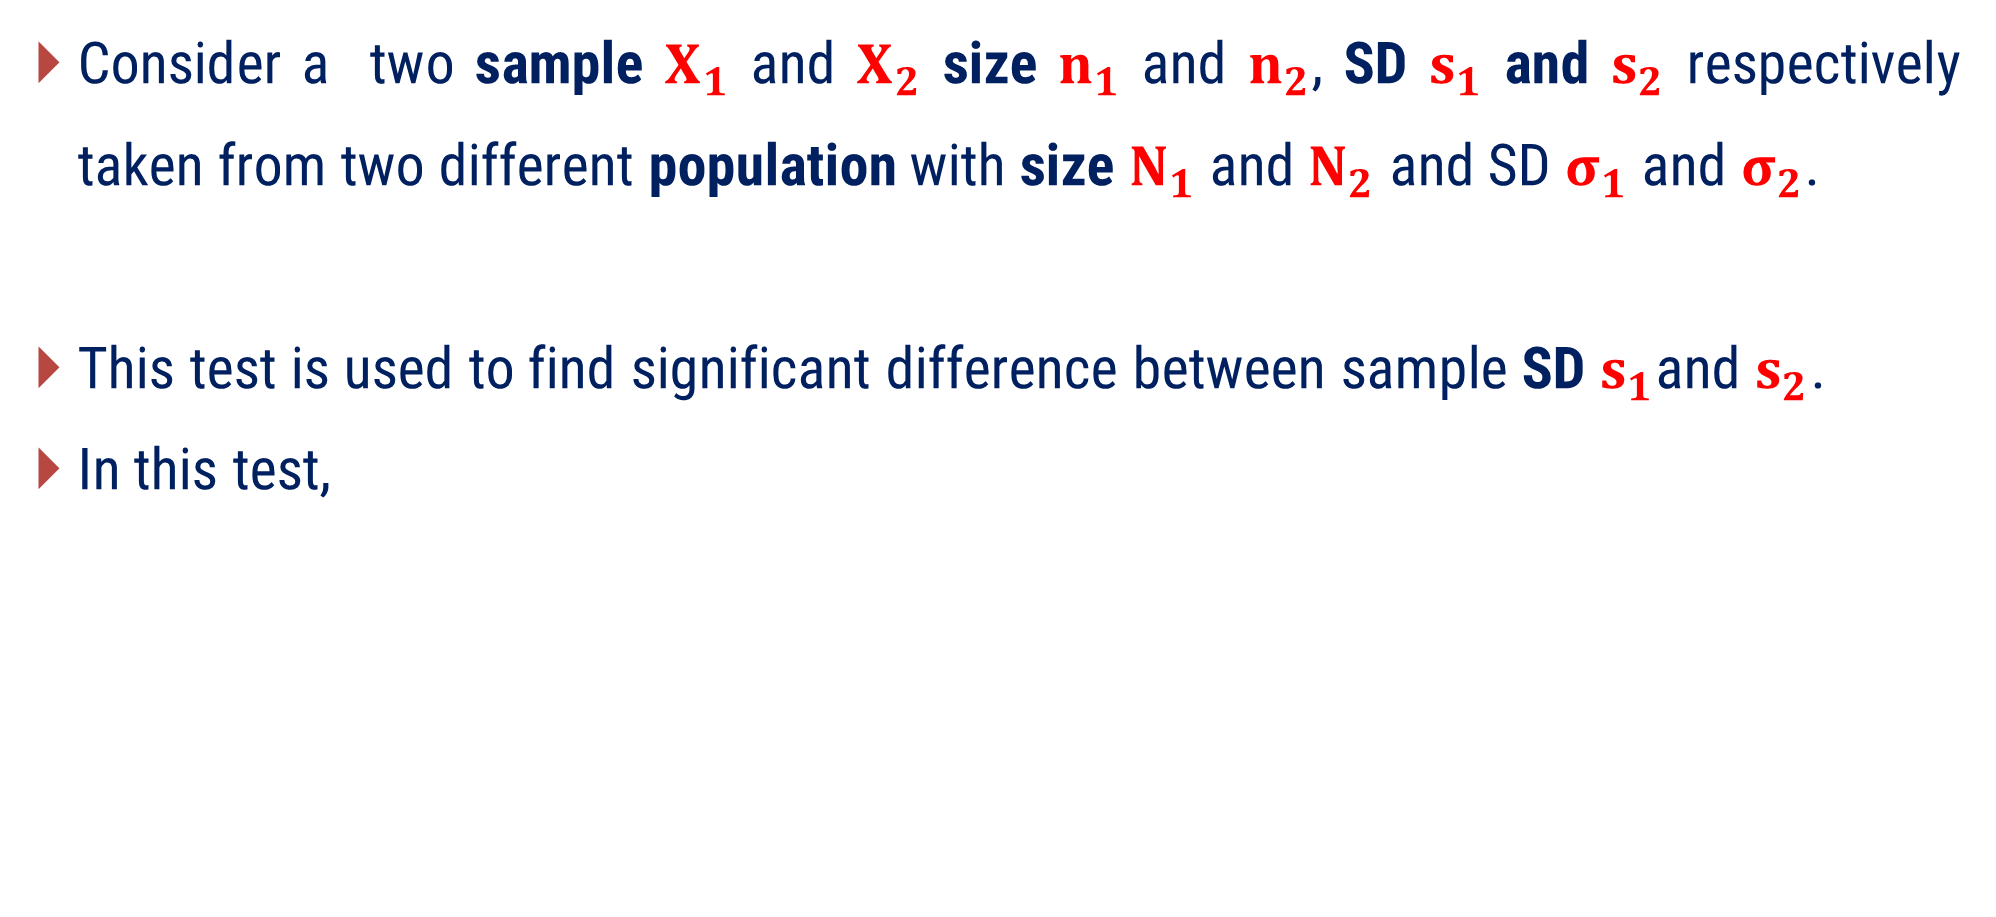 Consider a two sample X₁ and X₂ size n₁ and n₂, SD s₁ and s₂ respectively
taken from two different population with size N₁ and N₂ and SD σ₁ and σ₂.
This test is used to find significant difference between sample SD s₁and s₂.
In this test,